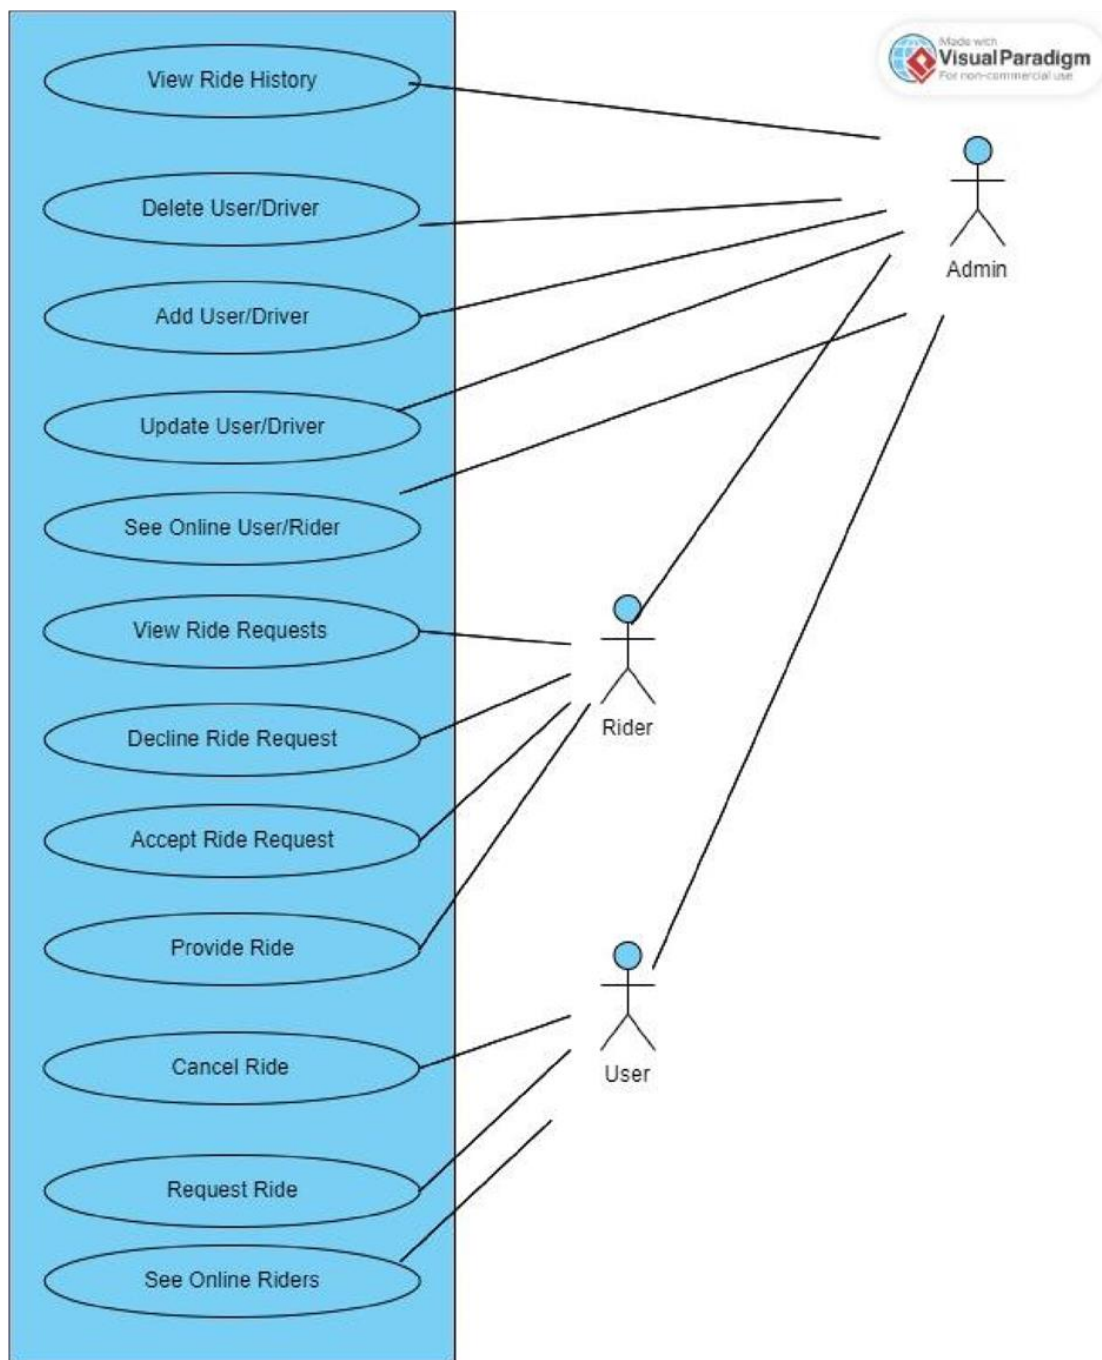 View Ride History
Made with
Visual Paradigm
For non-commercial use
Delete User/Driver
Admin
Add User/Driver
Update User/Driver
See Online User/Rider
View Ride Requests
Rider
Decline Ride Request
Accept Ride Request
Provide Ride
Cancel Ride
User
Request Ride
See Online Riders